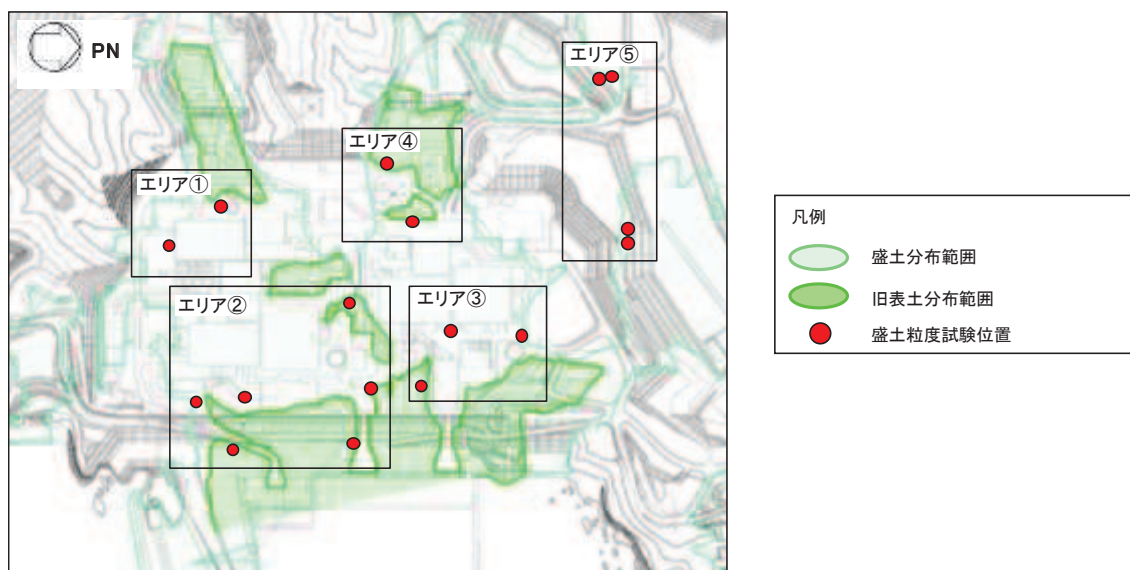 PN
エリア⑤
エリア④
エリア①
エリア②
エリア③
凡例
盛土分布範囲
旧表土分布範囲
盛土粒度試験位置